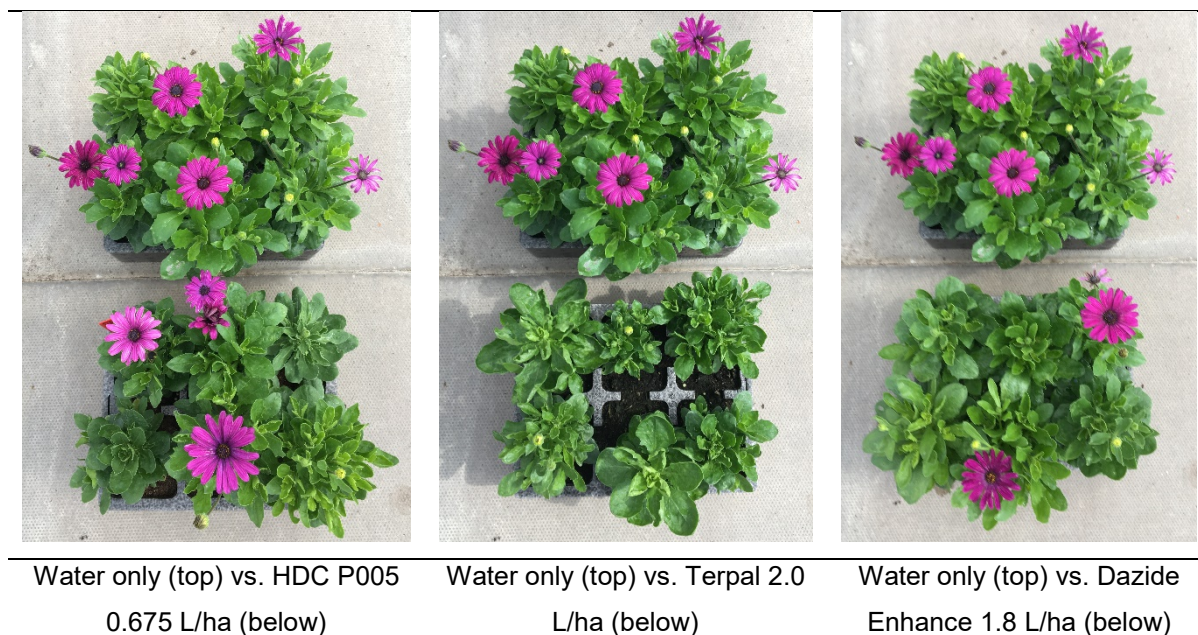 Water only (top) vs. HDC P005
0.675 L/ha (below)
Water only (top) vs. Terpal 2.0
L/ha (below)
Water only (top) vs. Dazide
Enhance 1.8 L/ha (below)